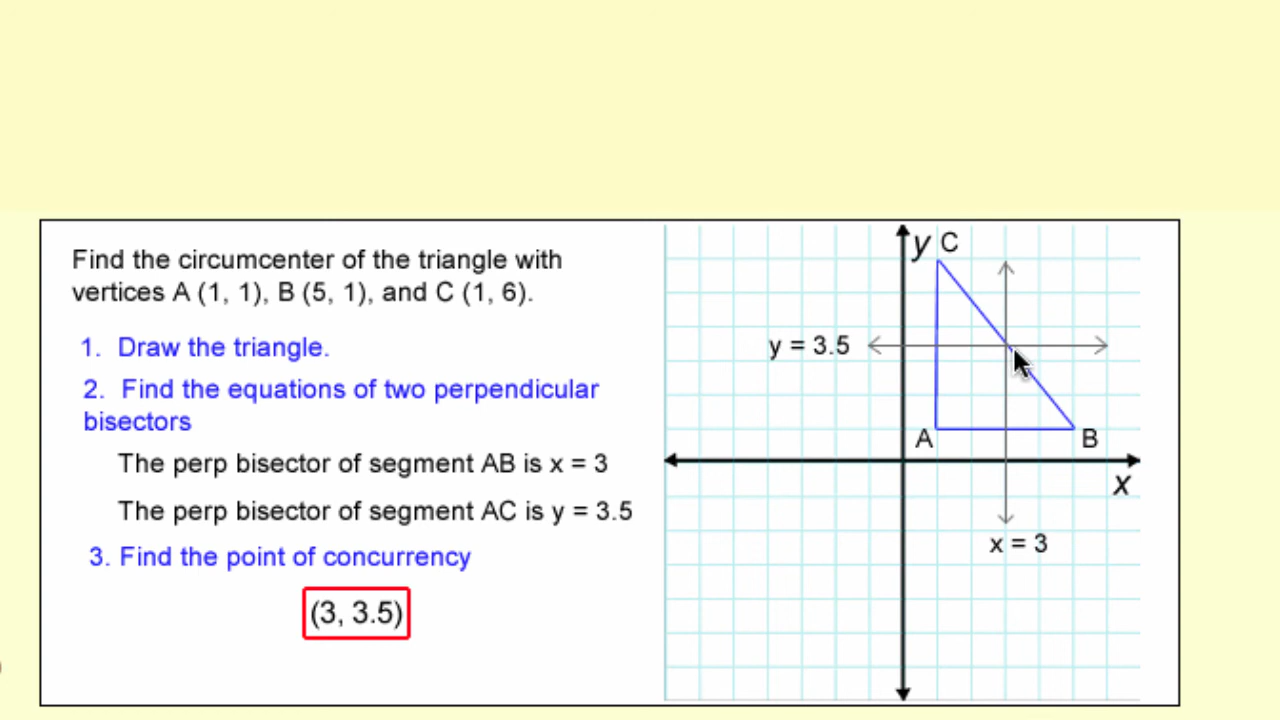 Find the circumcenter of the triangle with
vertices A (1, 1), B (5, 1), and C (1, 6).
1. Draw the triangle.
2. Find the equations of two perpendicular
bisectors
The perp bisector of segment AB is x = 3
The perp bisector of segment AC is y = 3.5
3. Find the point of concurrency
(3, 3.5)
y C
y = 3.5
A
B
x
x = 3